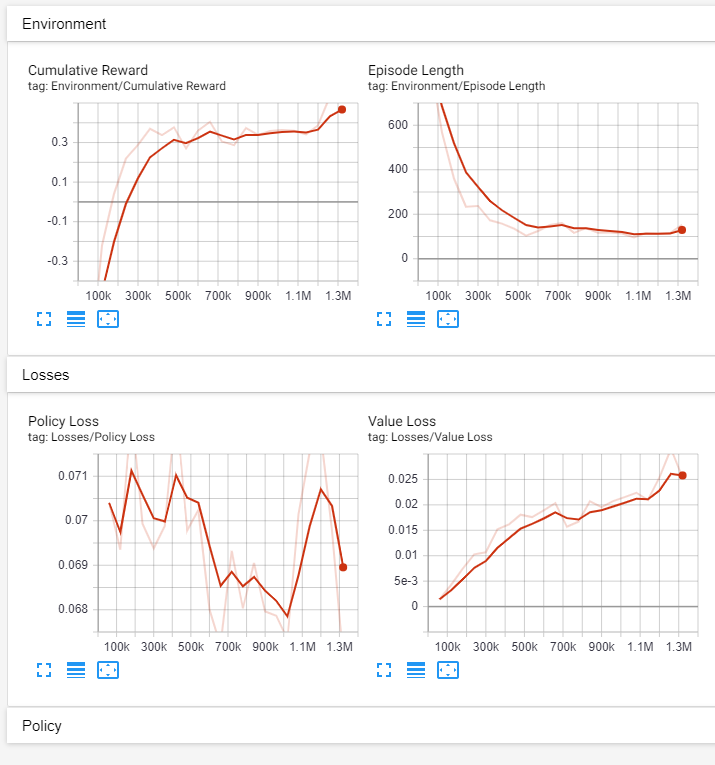 Environment
Cumulative Reward
tag: Environment/Cumulative Reward
0.3
0.1
-0.1
-0.3
100k 300k 500k 700k 900k 1.1M 1.3M
Episode Length
tag: Environment/Episode Length
600
400
200
0
100k 300k 500k 700k 900k 1.1M 1.3M
Losses
Policy Loss
tag: Losses/Policy Loss
0.071
0.07
0.069
0.068
100k 300k 500k 700k 900k 1.1M 1.3M
Value Loss
tag: Losses/Value Loss
0.025
0.02
0.015
0.01
5e-3
0
100k 300k 500k 700k 900k 1.1M 1.3M
Policy